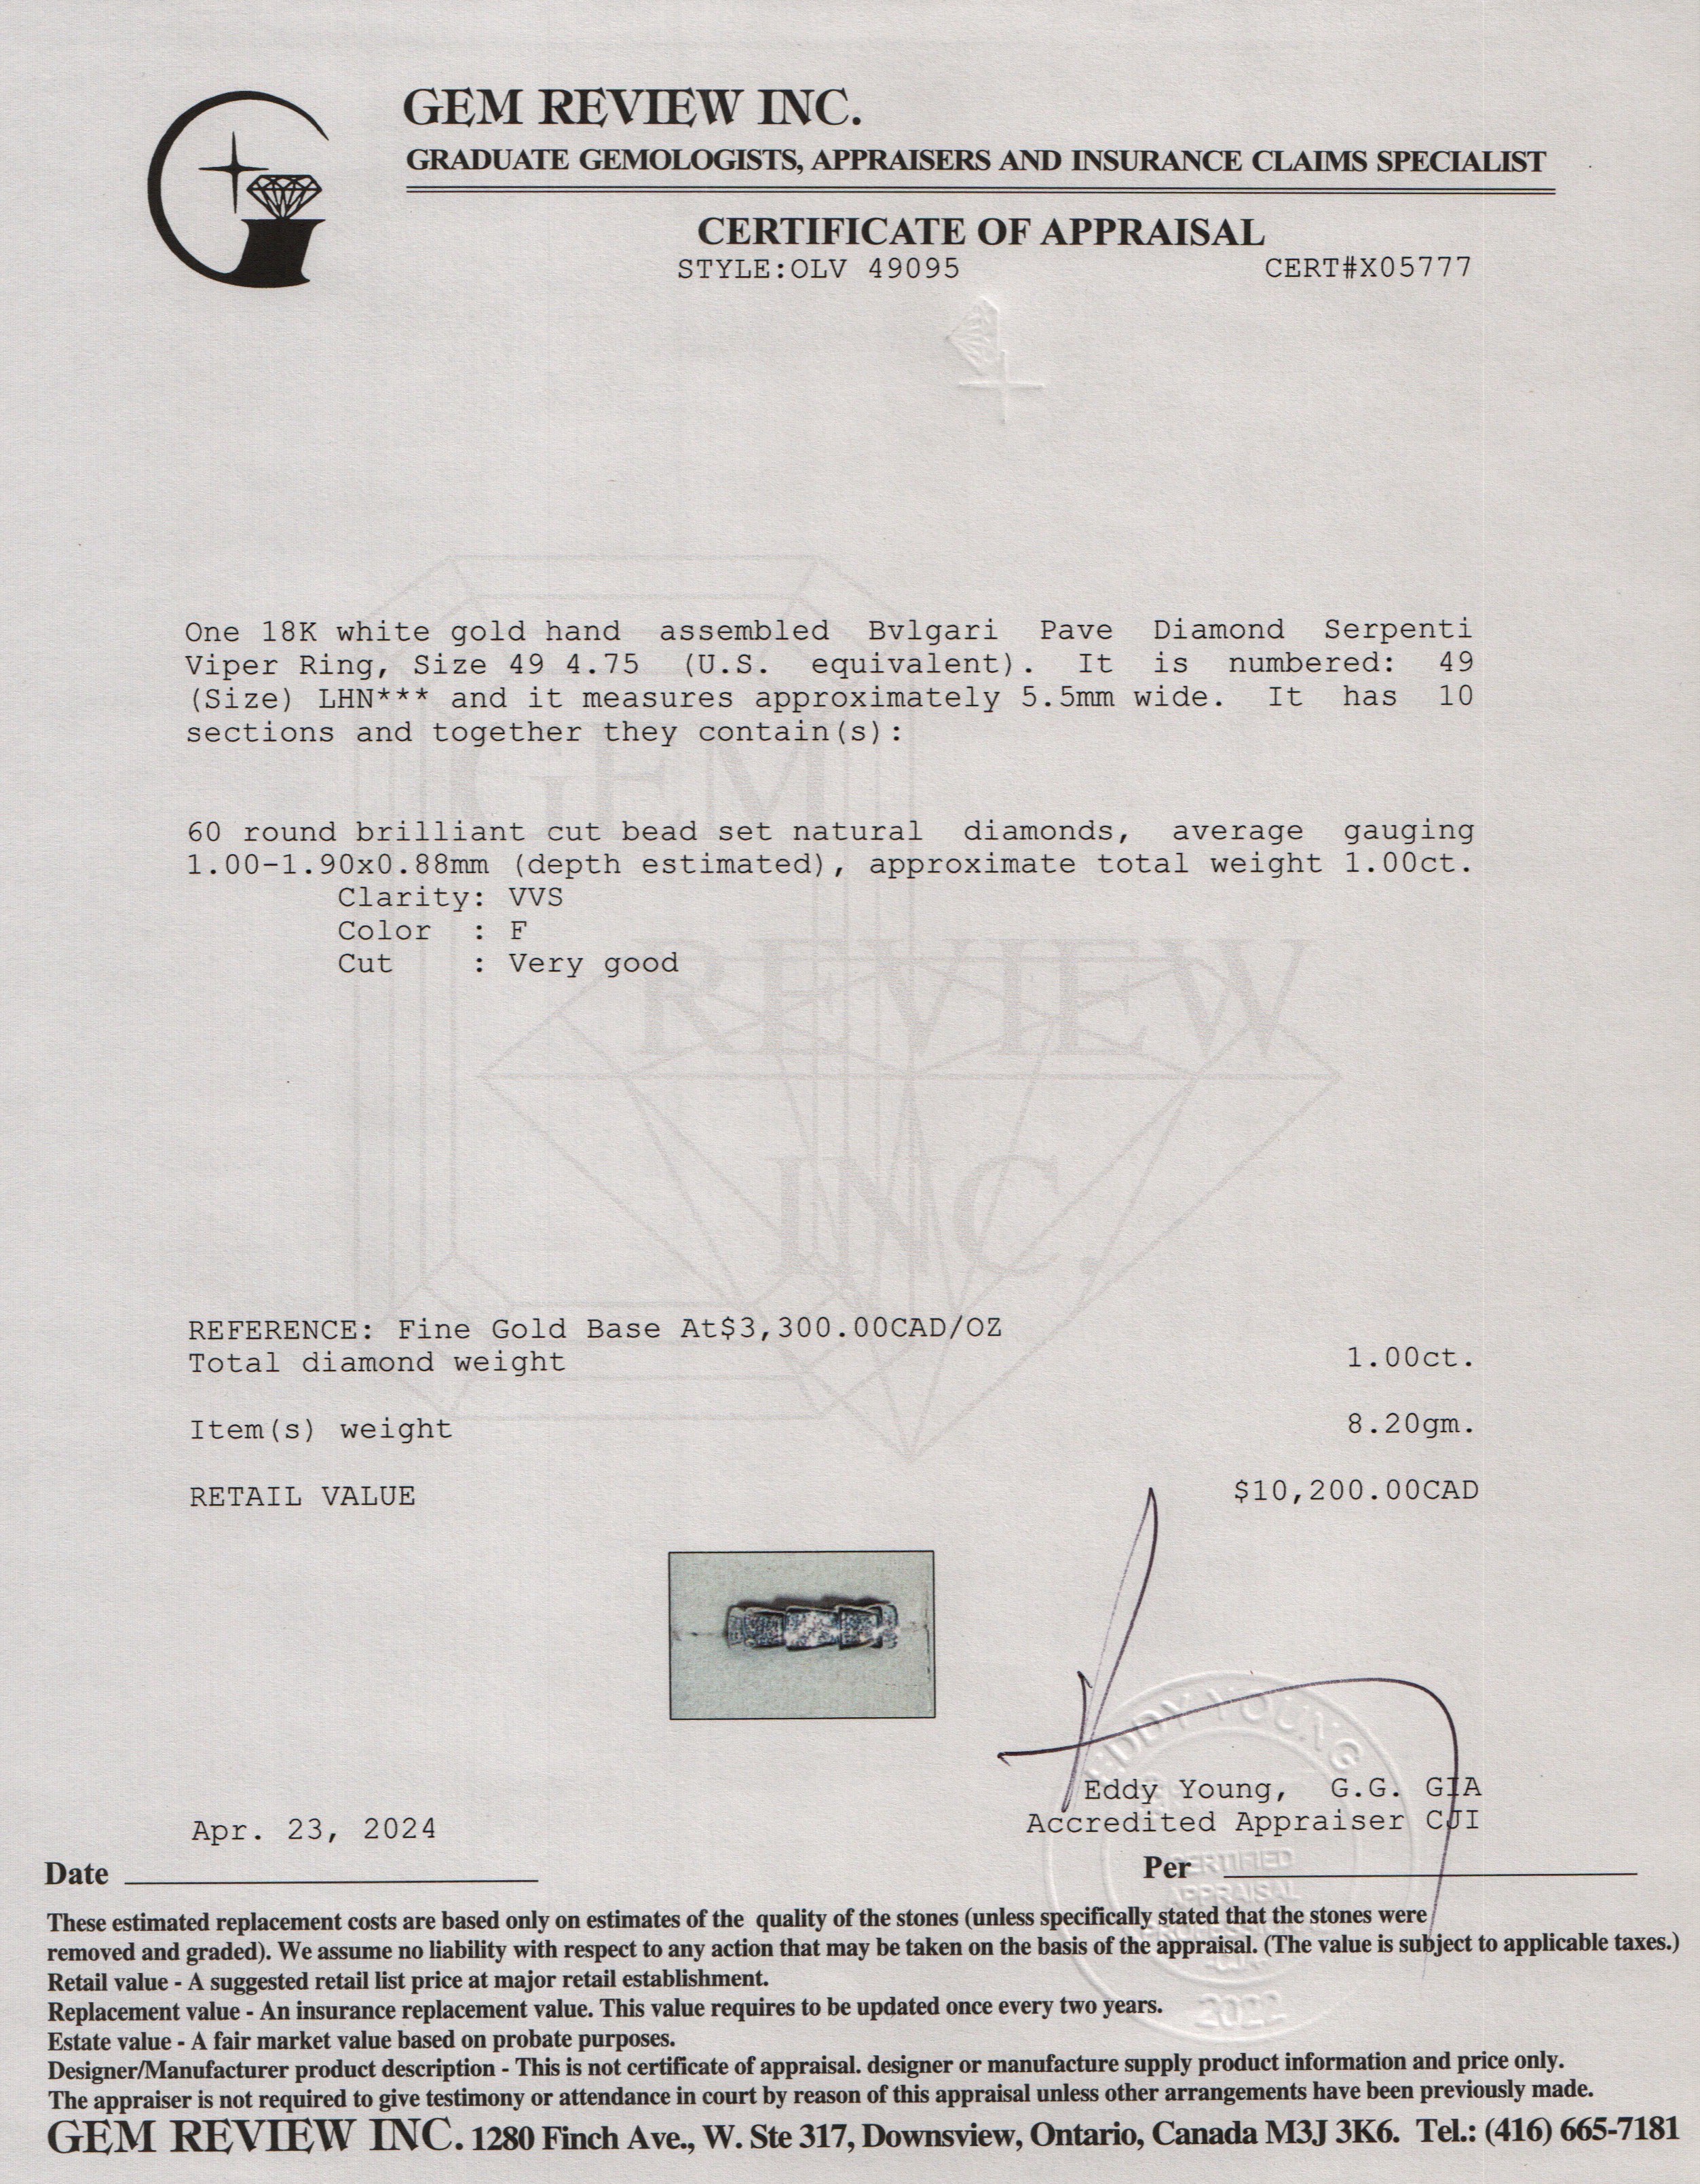 GEM REVIEW INC.
GRADUATE GEMOLOGISTS, APPRAISERS AND INSURANCE CLAIMS SPECIALIST
CERTIFICATE OF APPRAISAL
STYLE:OLV 49095 CERT#X05777
One 18K white gold hand assembled Bvlgari Pave Diamond Serpenti
Viper Ring, Size 49 4.75 (U.S. equivalent). It is numbered: 49
(Size) LHN*** and it measures approximately 5.5mm wide. It has 10
sections and together they contain(s):
60 round brilliant cut bead set natural diamonds, average gauging
1.00-1.90x0.88mm (depth estimated), approximate total weight 1.00ct.
Clarity: VVS
Color : F
Cut : Very good
GEM
REVIEW
INC.
REFERENCE: Fine Gold Base At$3,300.00CAD/OZ
Total diamond weight 1.00ct.
Item(s) weight 8.20gm.
RETAIL VALUE $10,200.00CAD
EDDY YOUNG
Eddy Young, G.G. GIA
Accredited Appraiser CJI
Apr. 23, 2024
Date
Per
CERTIFIED
APPRAISAL
2022
These estimated replacement costs are based only on estimates of the quality of the stones (unless specifically stated that the stones were
removed and graded). We assume no liability with respect to any action that may be taken on the basis of the appraisal. (The value is subject to applicable taxes.)
Retail value - A suggested retail list price at major retail establishment.
Replacement value - An insurance replacement value. This value requires to be updated once every two years.
Estate value - A fair market value based on probate purposes.
Designer/Manufacturer product description - This is not certificate of appraisal. designer or manufacture supply product information and price only.
The appraiser is not required to give testimony or attendance in court by reason of this appraisal unless other arrangements have been previously made.
GEM REVIEW INC. 1280 Finch Ave., W. Ste 317, Downsview, Ontario, Canada M3J 3K6. Tel.: (416) 665-7181